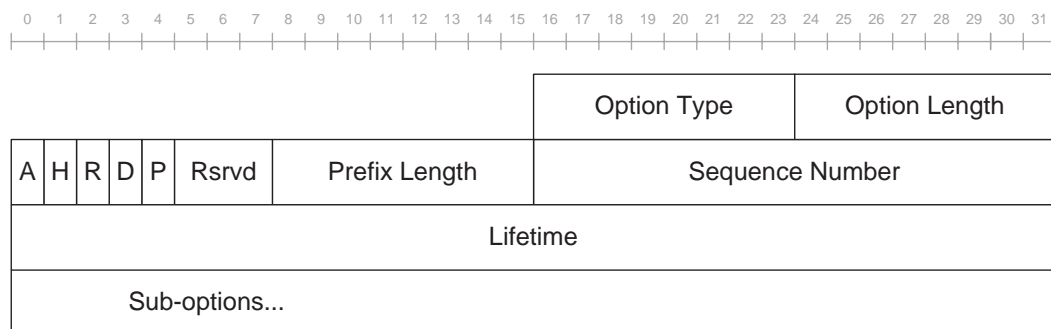 0 1 2 3 4 5 6 7 8 9 10 11 12 13 14 15 16 17 18 19 20 21 22 23 24 25 26 27 28 29 30 31
Option Type Option Length
A H R D P Rsrvd Prefix Length Sequence Number
Lifetime
Sub-options...